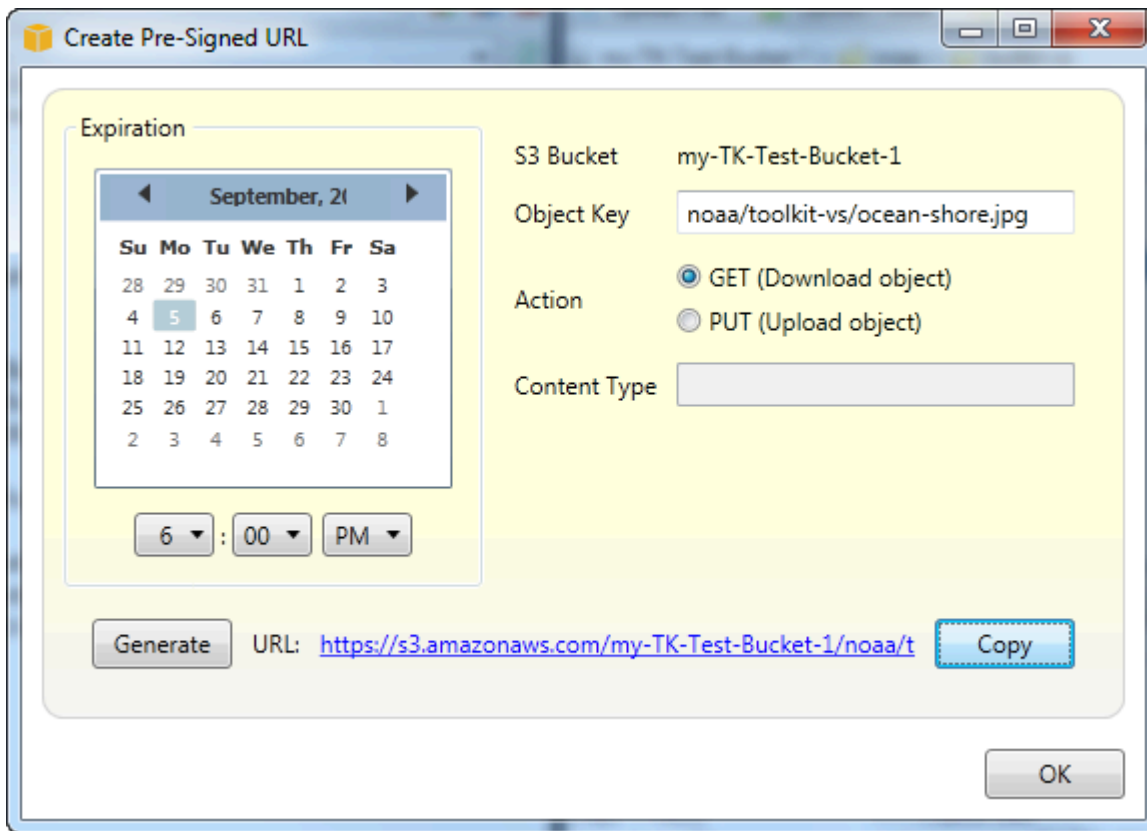 Create Pre-Signed URL
Expiration
September, 20
Su Mo Tu We Th Fr Sa
28 29 30 31 1 2 3
4 5 6 7 8 9 10
11 12 13 14 15 16 17
18 19 20 21 22 23 24
25 26 27 28 29 30 1
2 3 4 5 6 7 8
6 : 00 PM
S3 Bucket my-TK-Test-Bucket-1
Object Key noaa/toolkit-vs/ocean-shore.jpg
Action
GET (Download object)
PUT (Upload object)
Content Type
Generate URL: https://s3.amazonaws.com/my-TK-Test-Bucket-1/noaa/t Copy
OK